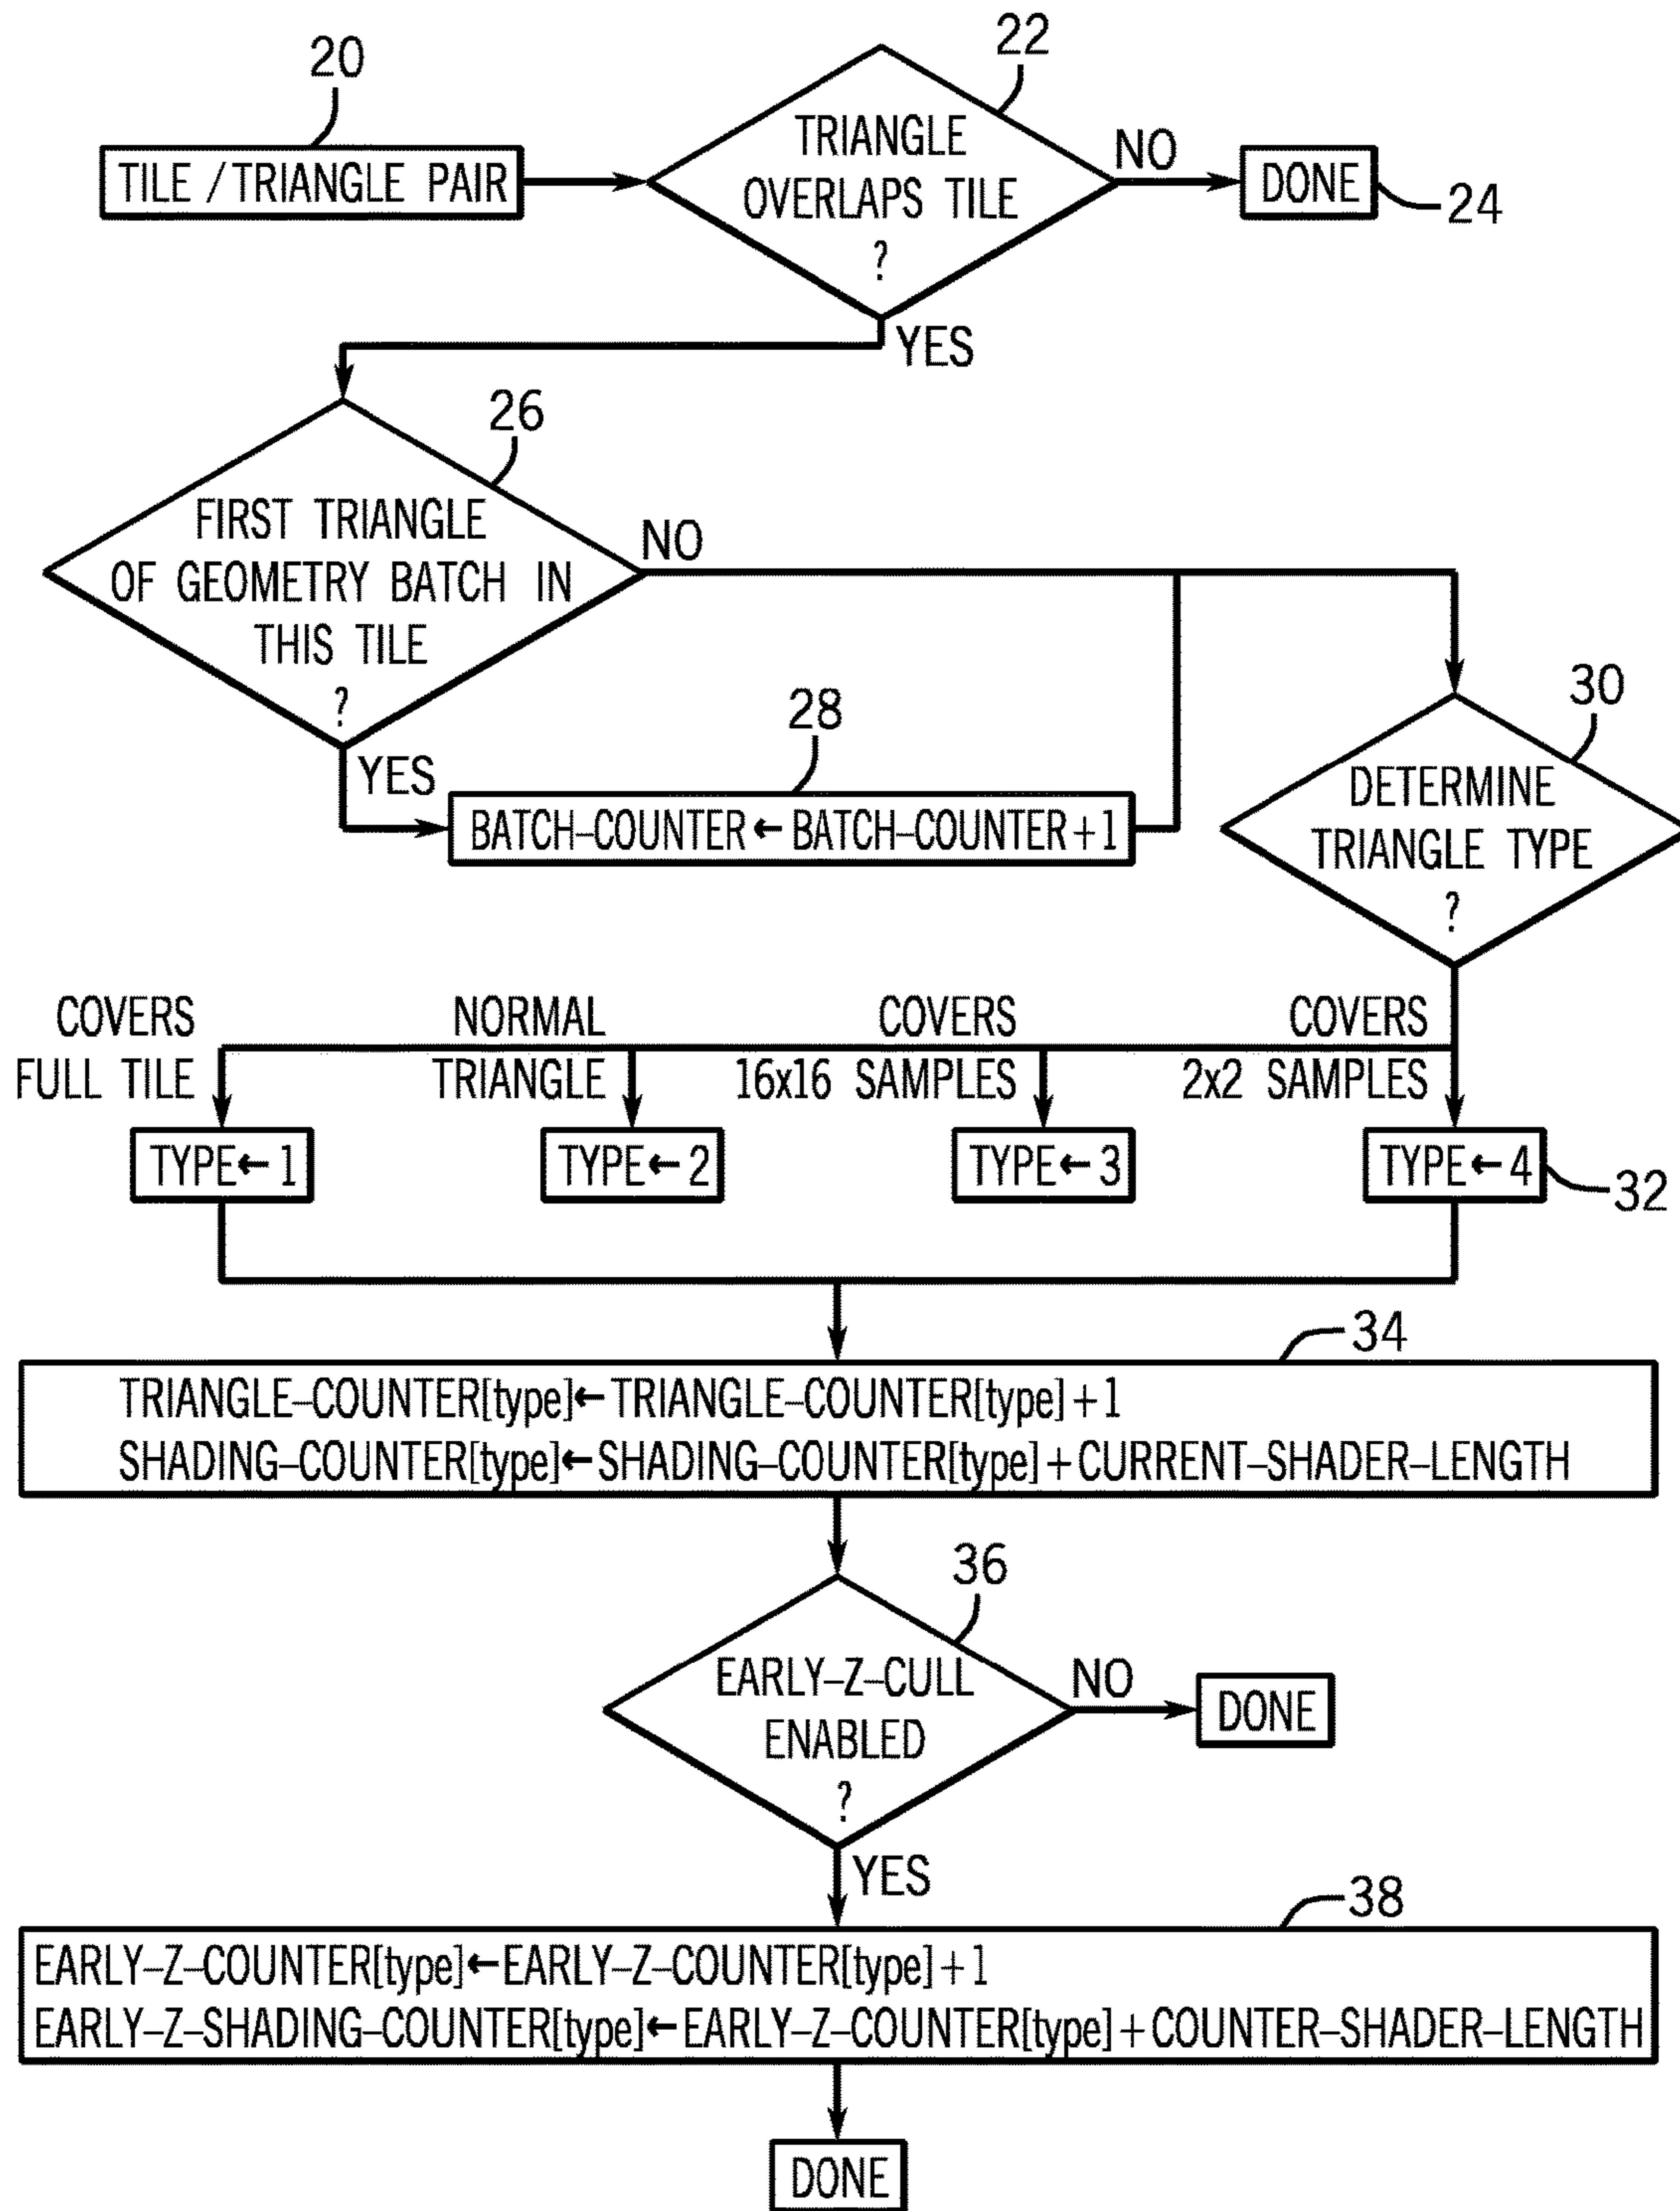 20
22
TILE / TRIANGLE PAIR
TRIANGLE
OVERLAPS TILE
?
NO
DONE
24
YES
26
FIRST TRIANGLE
OF GEOMETRY BATCH IN
THIS TILE
?
NO
YES
28
BATCH–COUNTER←BATCH–COUNTER+1
30
DETERMINE
TRIANGLE TYPE
?
COVERS
FULL TILE
NORMAL
TRIANGLE
COVERS
16x16 SAMPLES
COVERS
2x2 SAMPLES
TYPE←1
TYPE←2
TYPE←3
TYPE←4
32
34
TRIANGLE–COUNTER[type]←TRIANGLE–COUNTER[type]+1
SHADING–COUNTER[type]←SHADING–COUNTER[type]+CURRENT–SHADER–LENGTH
36
EARLY–Z–CULL
ENABLED
?
NO
DONE
YES
38
EARLY–Z–COUNTER[type]←EARLY–Z–COUNTER[type]+1
EARLY–Z–SHADING–COUNTER[type]←EARLY–Z–COUNTER[type]+COUNTER–SHADER–LENGTH
DONE